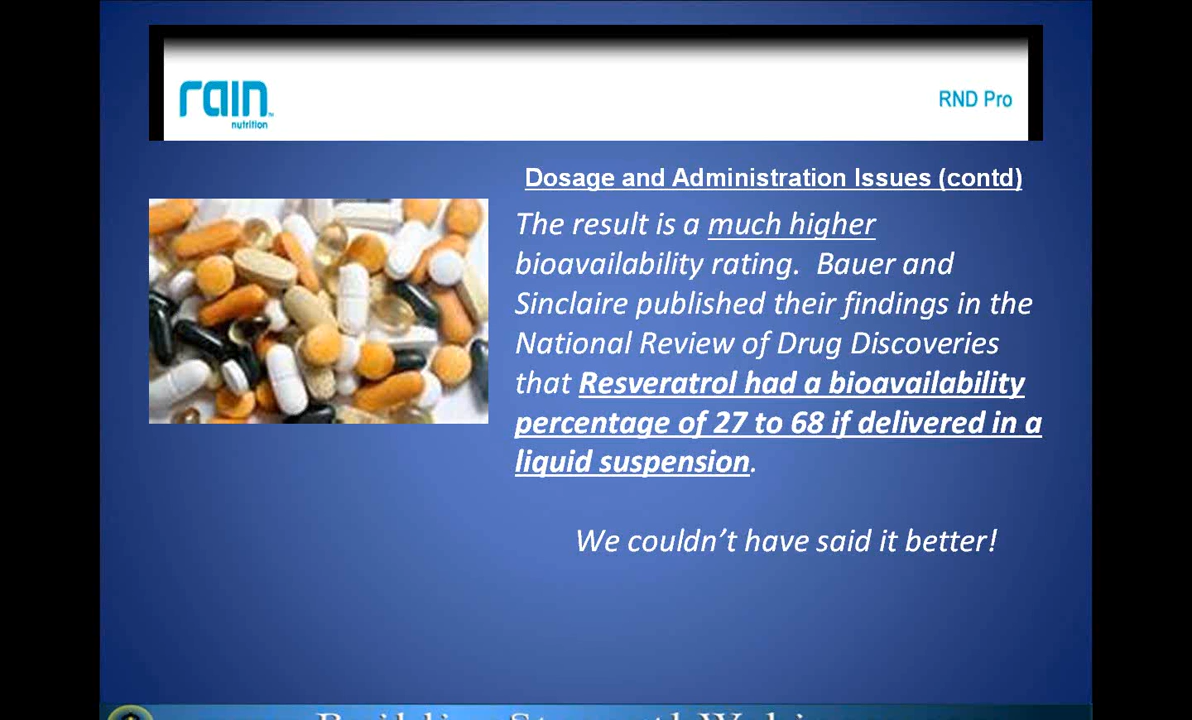 rain
nutrition
RND Pro
Dosage and Administration Issues (contd)
The result is a much higher
bioavailability rating. Bauer and
Sinclaire published their findings in the
National Review of Drug Discoveries
that Resveratrol had a bioavailability
percentage of 27 to 68 if delivered in a
liquid suspension.
We couldn't have said it better!